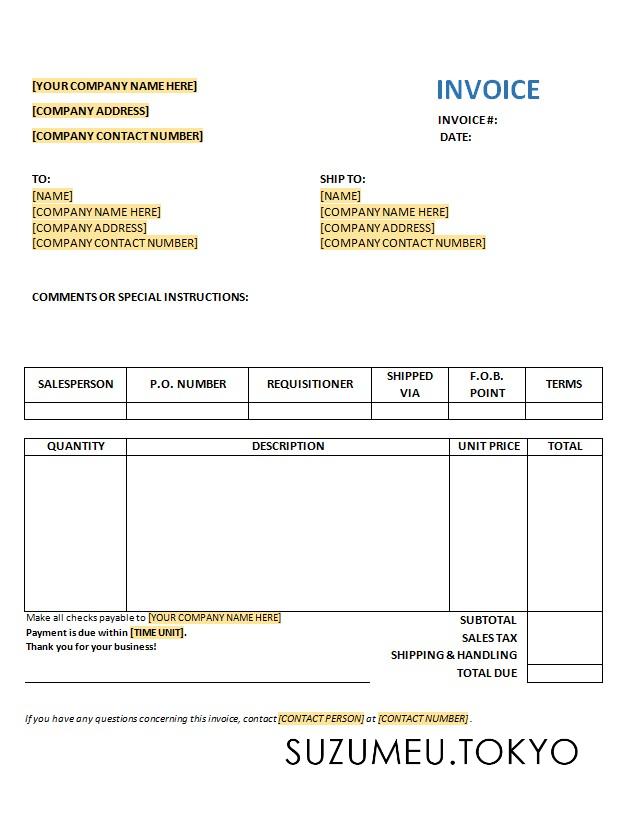 [YOUR COMPANY NAME HERE]
INVOICE
[COMPANY ADDRESS]
INVOICE #:
[COMPANY CONTACT NUMBER]
DATE:
TO:
[NAME]
[COMPANY NAME HERE]
[COMPANY ADDRESS]
[COMPANY CONTACT NUMBER]
SHIP TO:
[NAME]
[COMPANY NAME HERE]
[COMPANY ADDRESS]
[COMPANY CONTACT NUMBER]
COMMENTS OR SPECIAL INSTRUCTIONS:
SALESPERSON
P.O. NUMBER
REQUISITIONER
SHIPPED
VIA
F.O.B.
POINT
TERMS
QUANTITY
DESCRIPTION
UNIT PRICE
TOTAL
Make all checks payable to [YOUR COMPANY NAME HERE]
Payment is due within [TIME UNIT].
Thank you for your business!
SUBTOTAL
SALES TAX
SHIPPING & HANDLING
TOTAL DUE
If you have any questions concerning this invoice, contact [CONTACT PERSON] at [CONTACT NUMBER] .
SUZUMEU.TOKYO